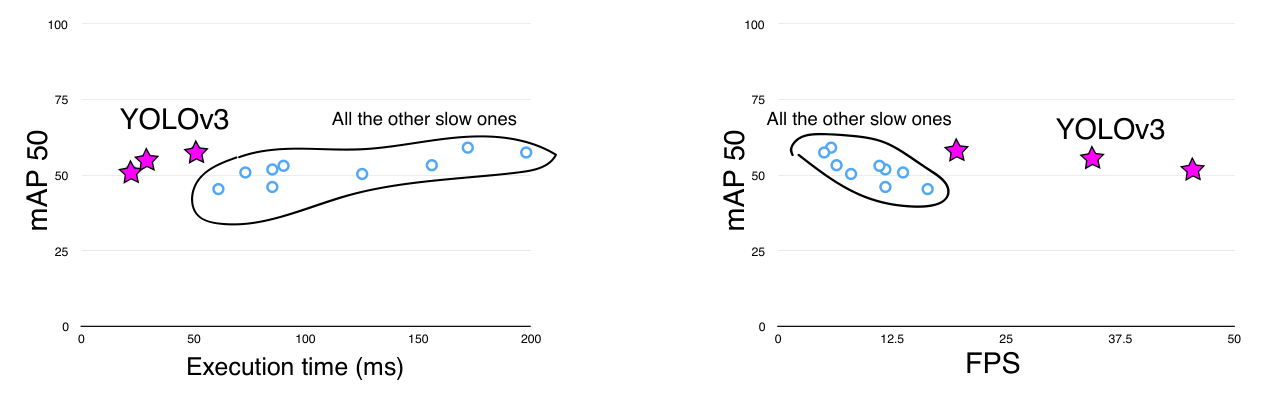 100
75
50
25
0
mAP 50
YOLOv3
All the other slow ones
0 50 100 150 200
Execution time (ms)
100
75
50
25
0
mAP 50
All the other slow ones
YOLOv3
0 12.5 25 37.5 50
FPS